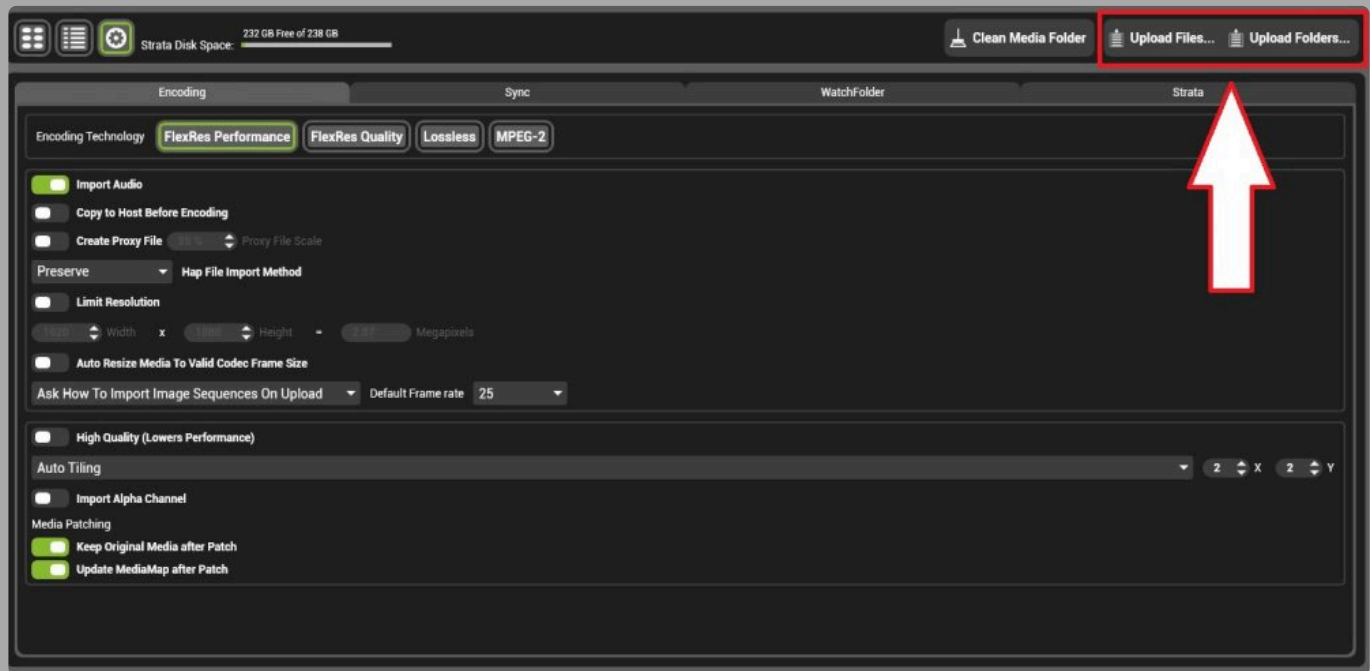 232 GB Free of 238 GB
Strata Disk Space:
Clean Media Folder
Upload Files...
Upload Folders...
Encoding
Sync
WatchFolder
Strata
Encoding Technology
FlexRes Performance
FlexRes Quality
Lossless
MPEG-2
Import Audio
Copy to Host Before Encoding
Create Proxy File
Proxy File Scale
Preserve
Hap File Import Method
Limit Resolution
Width x
Height =
Megapixels
Auto Resize Media To Valid Codec Frame Size
Ask How To Import Image Sequences On Upload
Default Frame rate 25
High Quality (Lowers Performance)
Auto Tiling
2 X 2 Y
Import Alpha Channel
Media Patching
Keep Original Media after Patch
Update MediaMap after Patch